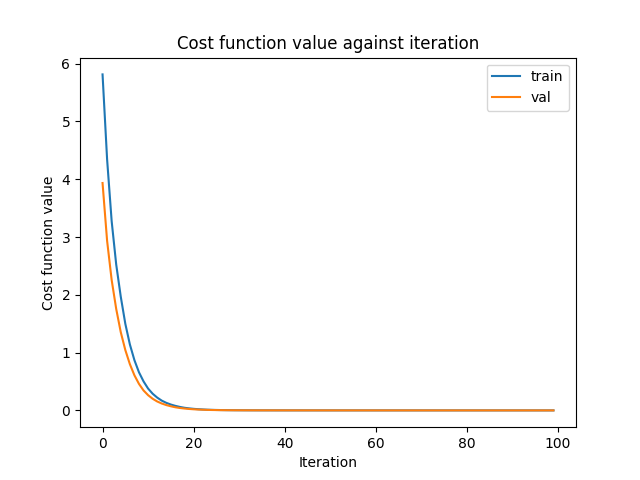 Cost function value against iteration
train
val
6
5
4
3
2
1
0
Cost function value
0 20 40 60 80 100
Iteration